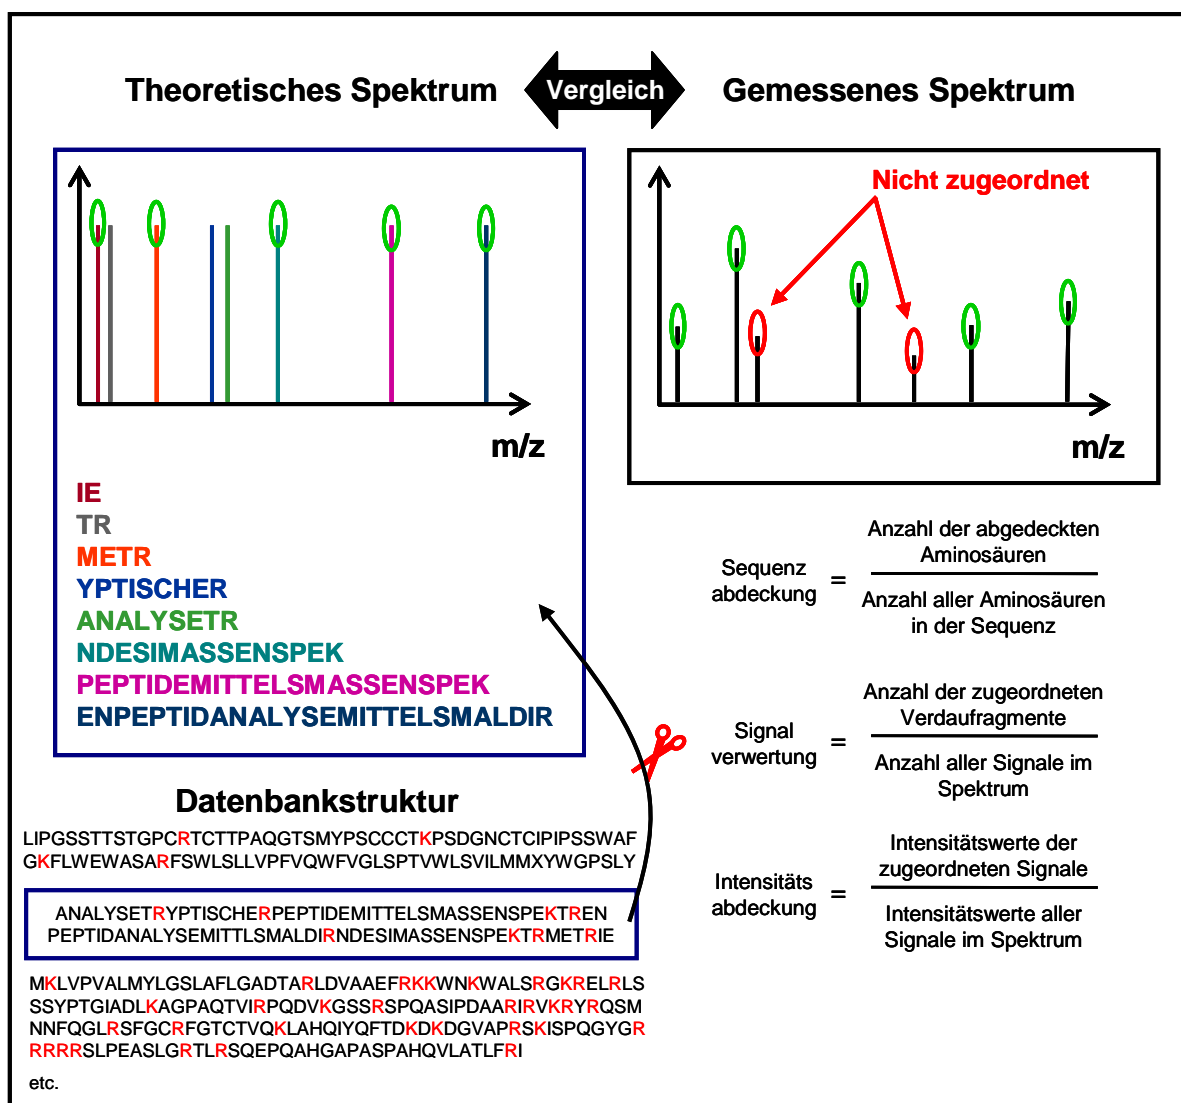 Theoretisches Spektrum
Vergleich
Gemessenes Spektrum
m/z
IE
TR
METR
YPTISCHER
ANALYSETR
NDESIMASSENSPEK
PEPTIDEMITTELSMASSENSPEK
ENPEPTIDANALYSEMITTELSMALDIR
Nicht zugeordnet
m/z
Sequenz
abdeckung
=
Anzahl der abgedeckten
Aminosäuren
Anzahl aller Aminosäuren
in der Sequenz
Signal
verwertung
=
Anzahl der zugeordneten
Verdaufragmente
Anzahl aller Signale im
Spektrum
Intensitäts
abdeckung
=
Intensitätswerte der
zugeordneten Signale
Intensitätswerte aller
Signale im Spektrum
Datenbankstruktur
LIPGSSTTSTGPCRTCTTPAQGTSMYPSCCCTKPSDGNCTCIPIPSSWAF
GKFLWEWASARFSWLSLLVPFVQWFVGLSPTVWLSVILMMXYWGPSLY
ANALYSETRYPTISCHERPEPTIDEMITTELSMASSENSPEKTREN
PEPTIDANALYSEMITTLSMALDIRNDESIMASSENSPEKTRMETRIE
MKLVPVALMYLGSLAFLGADTARLDVAAEFRKKWNKWALSRGKRELRLS
SSYPTGIADLKAGPAQTVIRPQDVKGSSRSPQASIPDAARIRVKRYRQSM
NNFQGLRSFGCRFGTCTVQKLAHQIYQFTDKDKDGVAPRSKISPQGYGR
RRRRSLPEASLGRTLRSQEPQAHGAPASPAHQVLATLFRI
etc.